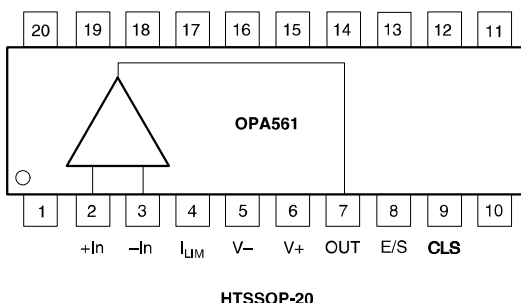 20 19 18 17 16 15 14 13 12 11
OPA561
1 2 3 4 5 6 7 8 9 10
+In –In ILIM V– V+ OUT E/S CLS
HTSSOP-20